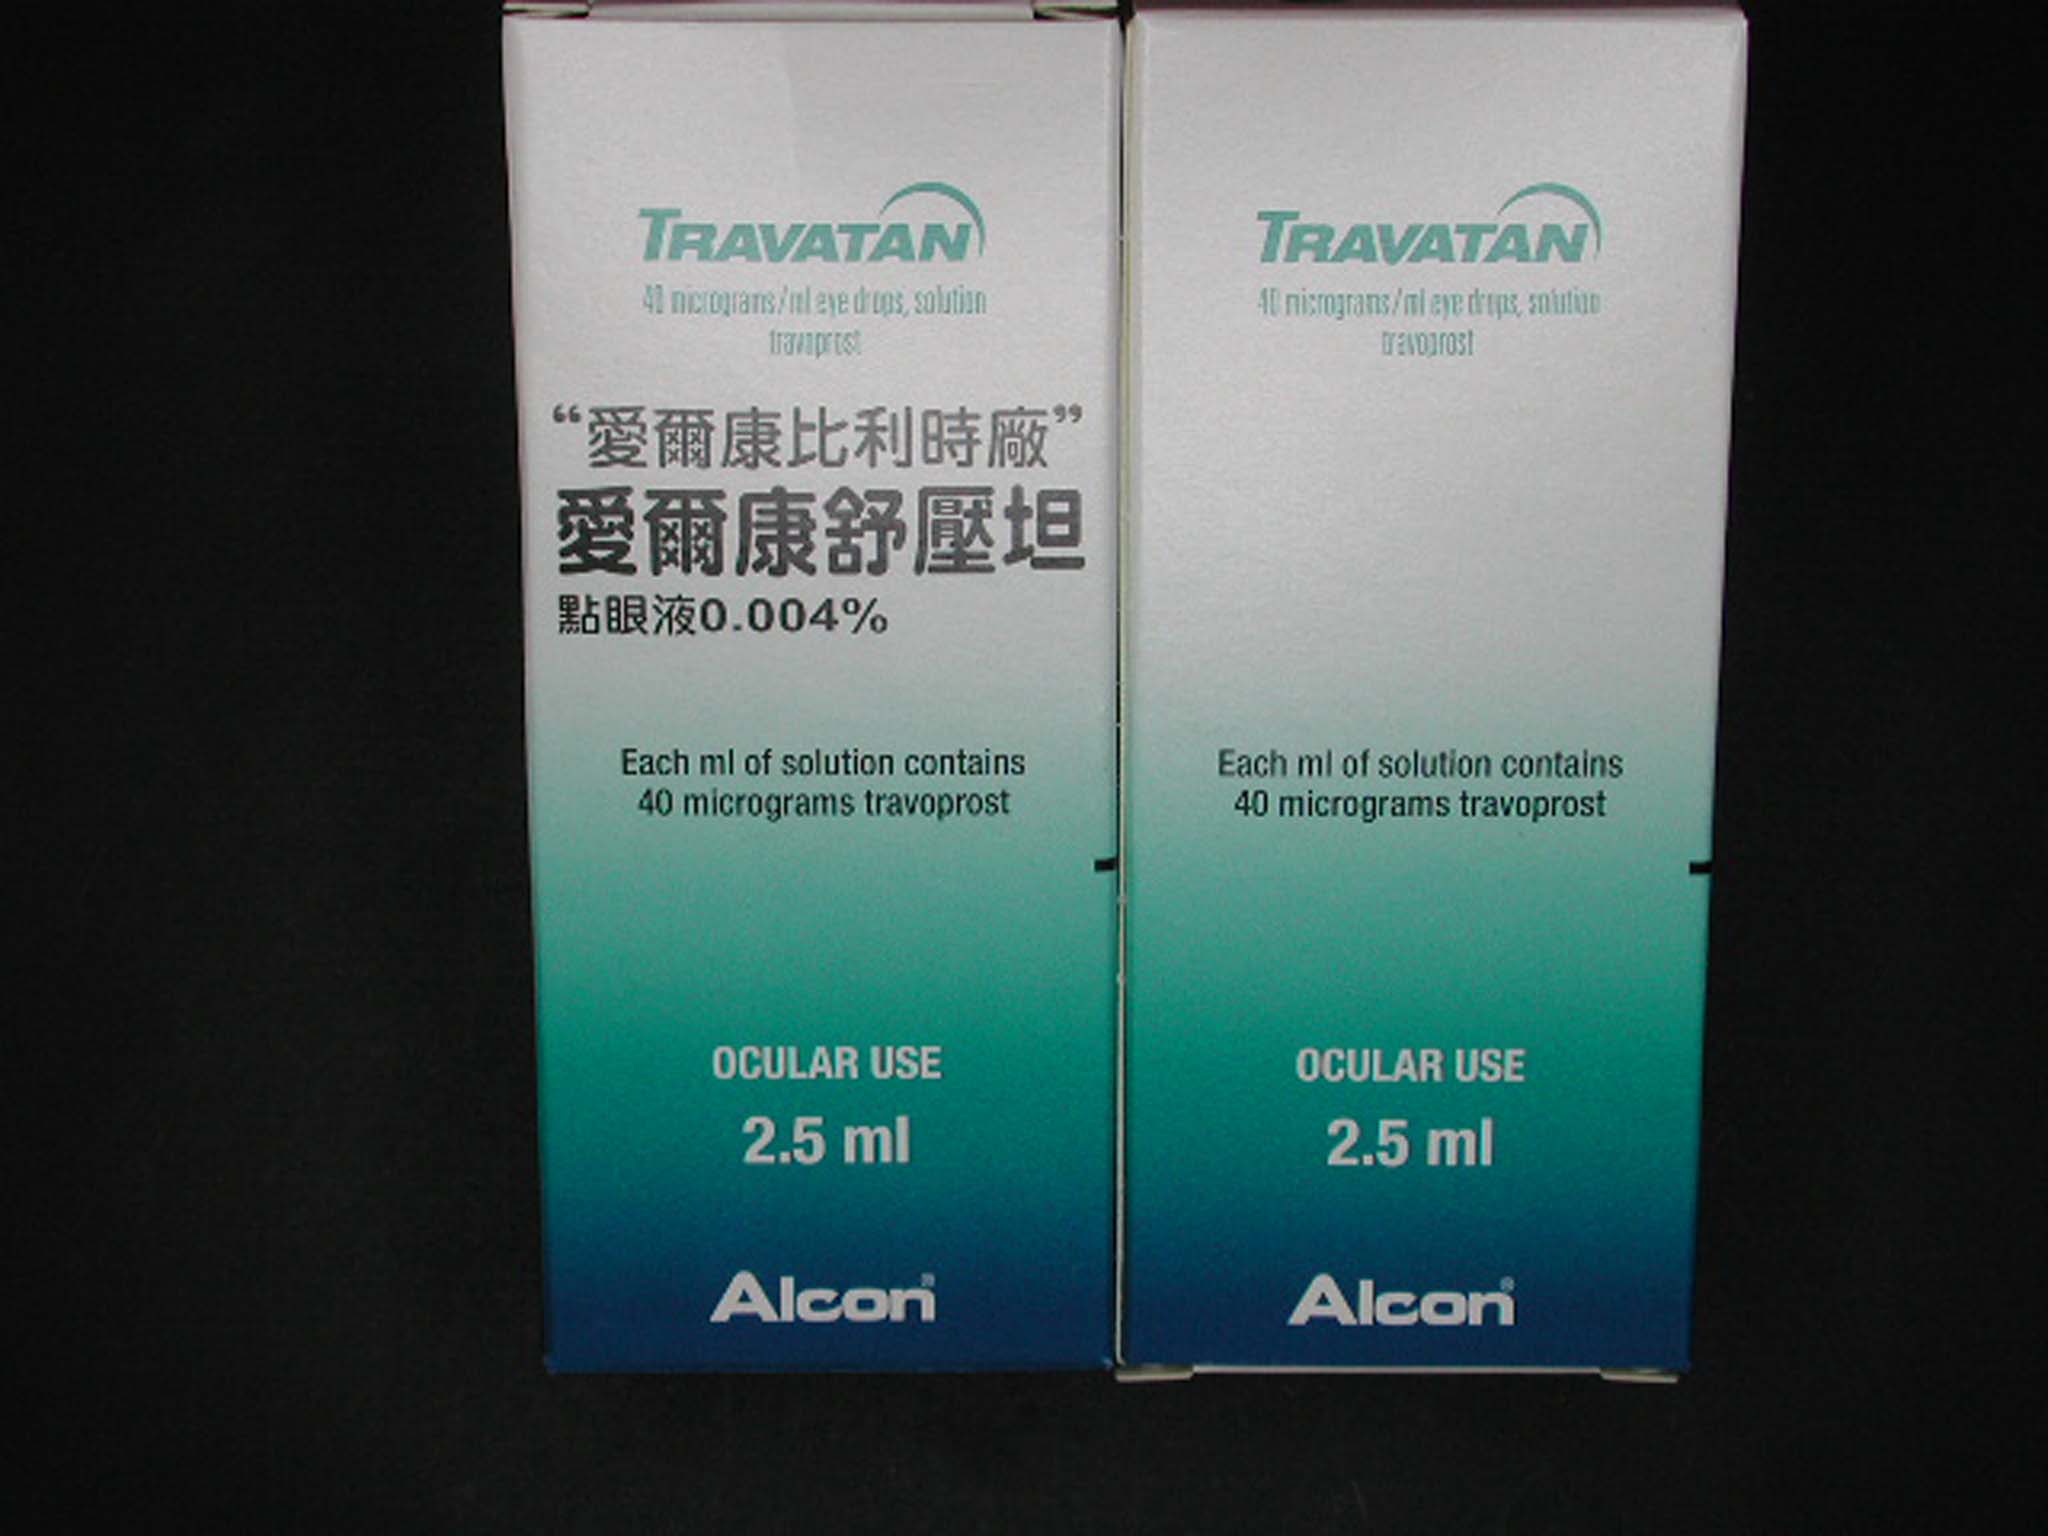 TRAVATAN
40 micrograms/ml eye drops, solution
travoprost
“愛爾康比利時廠”
愛爾康舒壓坦
點眼液0.004%
Each ml of solution contains
40 micrograms travoprost
OCULAR USE
2.5 ml
Alcon®
TRAVATAN
40 micrograms/ml eye drops, solution
travoprost
Each ml of solution contains
40 micrograms travoprost
OCULAR USE
2.5 ml
Alcon®